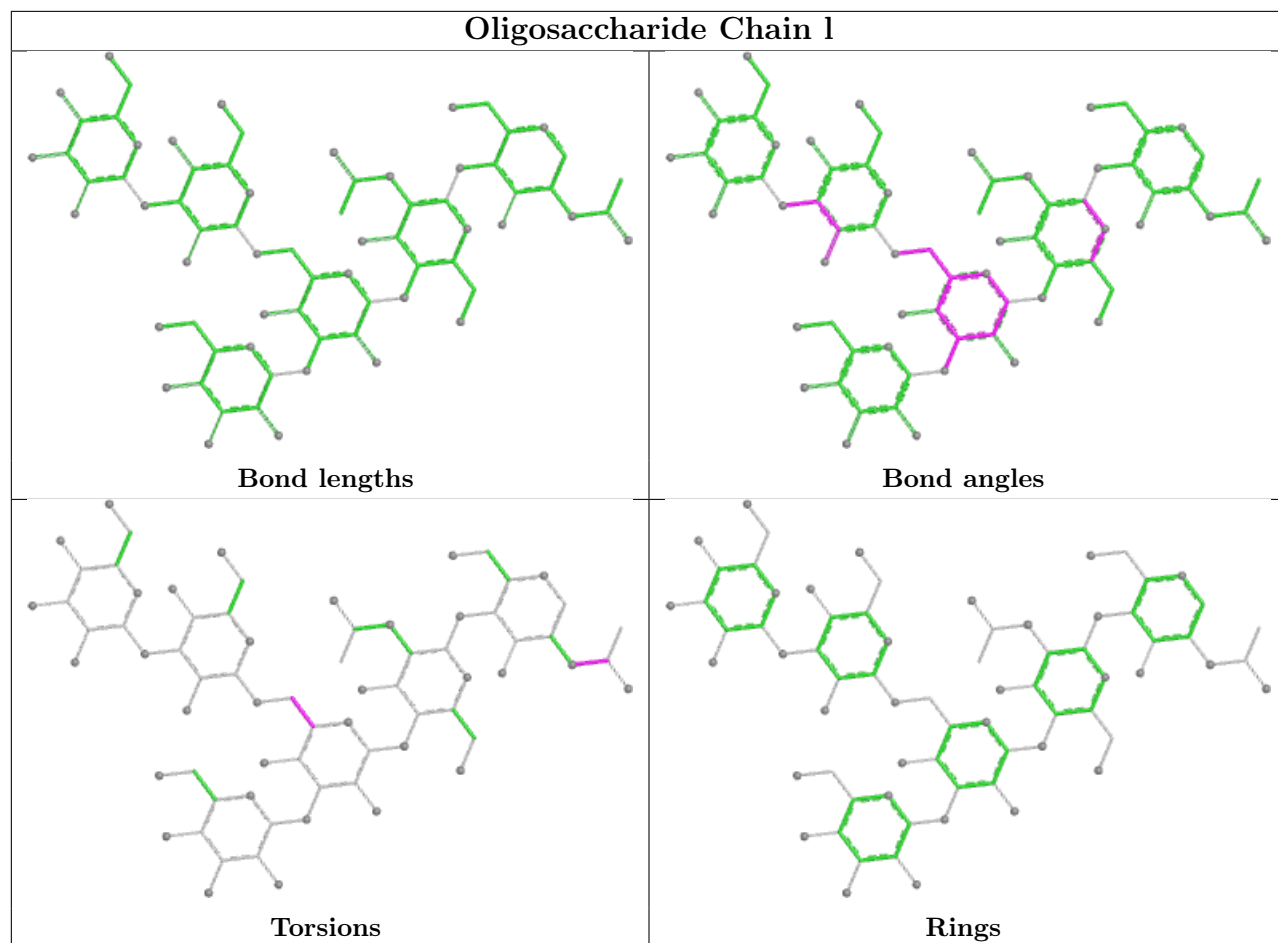 Oligosaccharide Chain l
Bond lengths
Bond angles
Torsions
Rings